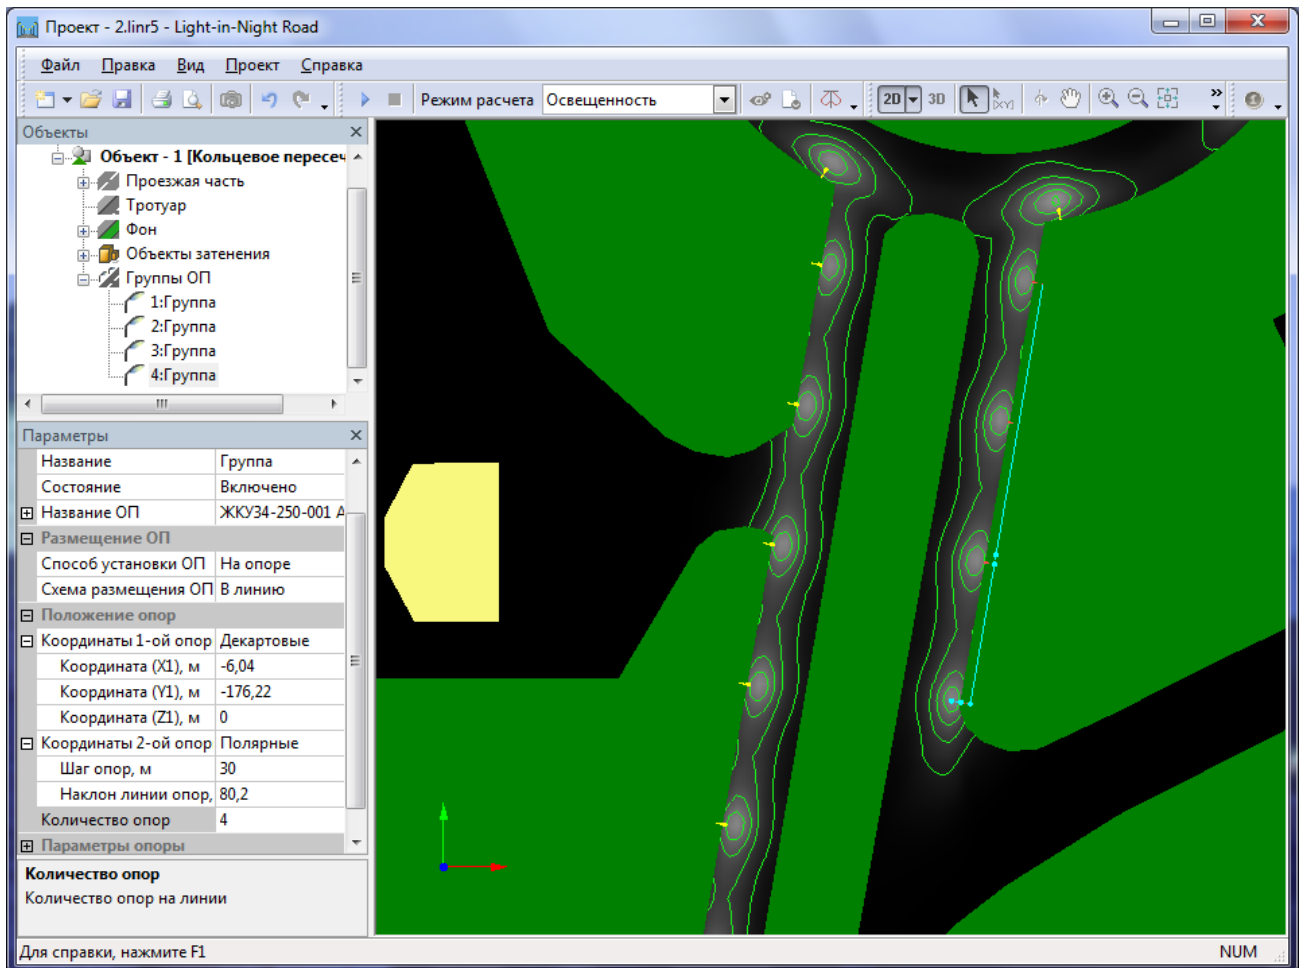 Проект - 2.linr5 - Light-in-Night Road
Файл Правка Вид Проект Справка
Режим расчета Освещенность 2D 3D
Объекты
Объект - 1 [Кольцевое пересеч
Проезжая часть
Тротуар
Фон
Объекты затенения
Группы ОП
1:Группа
2:Группа
3:Группа
4:Группа
Параметры
Название Группа
Состояние Включено
Название ОП ЖКУ34-250-001 А
Размещение ОП
Способ установки ОП На опоре
Схема размещения ОП В линию
Положение опор
Координаты 1-ой опор Декартовые
Координата (X1), м -6,04
Координата (Y1), м -176,22
Координата (Z1), м 0
Координаты 2-ой опор Полярные
Шаг опор, м 30
Наклон линии опор, 80,2
Количество опор 4
Параметры опоры
Количество опор
Количество опор на линии
Для справки, нажмите F1 NUM